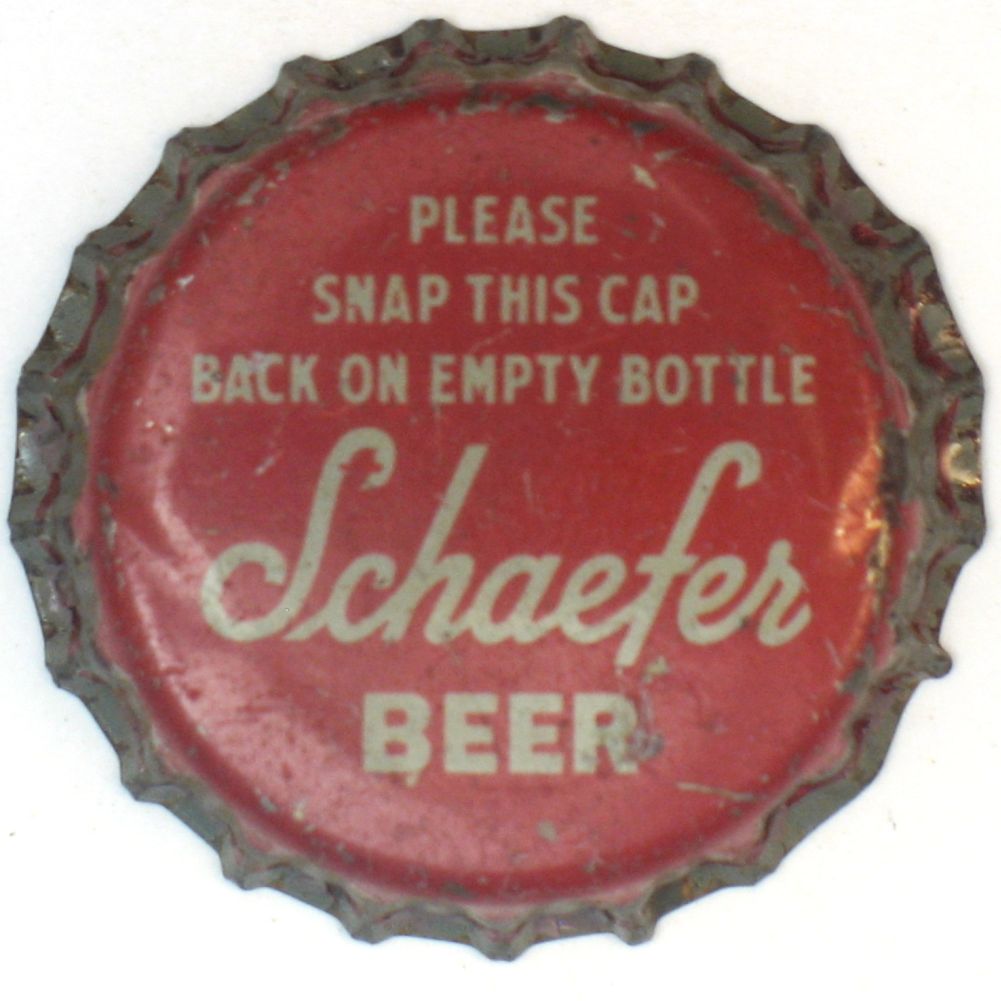 PLEASE
SNAP THIS CAP
BACK ON EMPTY BOTTLE
Schaefer
BEER